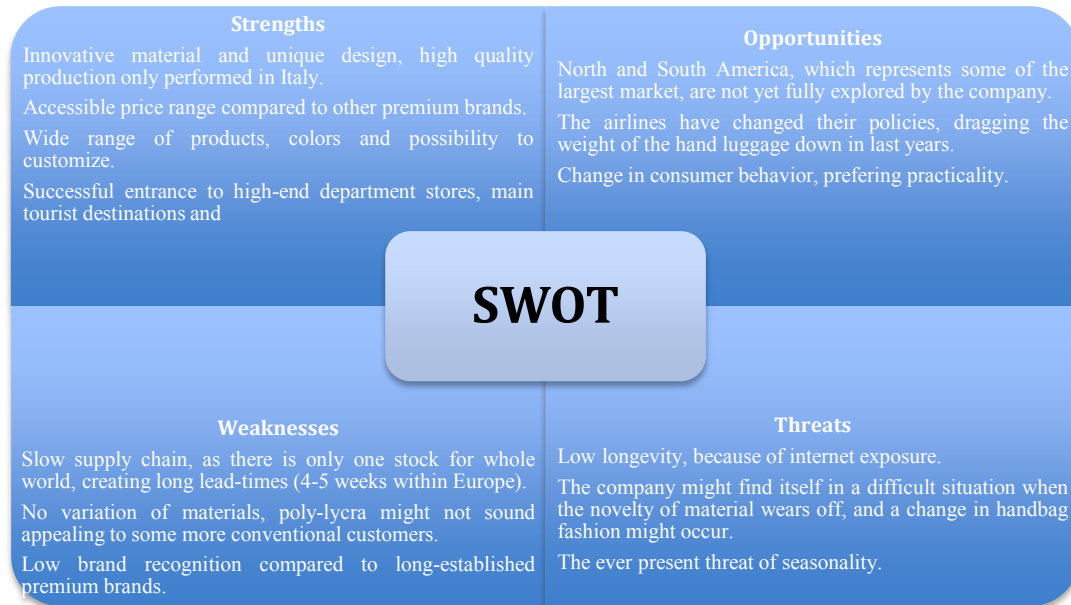 Strengths
Innovative material and unique design, high quality
production only performed in Italy.
Accessible price range compared to other premium brands.
Wide range of products, colors and possibility to
customize.
Successful entrance to high-end department stores, main
tourist destinations and
Opportunities
North and South America, which represents some of the
largest market, are not yet fully explored by the company.
The airlines have changed their policies, dragging the
weight of the hand luggage down in last years.
Change in consumer behavior, prefering practicality.
SWOT
Weaknesses
Slow supply chain, as there is only one stock for whole
world, creating long lead-times (4-5 weeks within Europe).
No variation of materials, poly-lycra might not sound
appealing to some more conventional customers.
Low brand recognition compared to long-established
premium brands.
Threats
Low longevity, because of internet exposure.
The company might find itself in a difficult situation when
the novelty of material wears off, and a change in handbag
fashion might occur.
The ever present threat of seasonality.